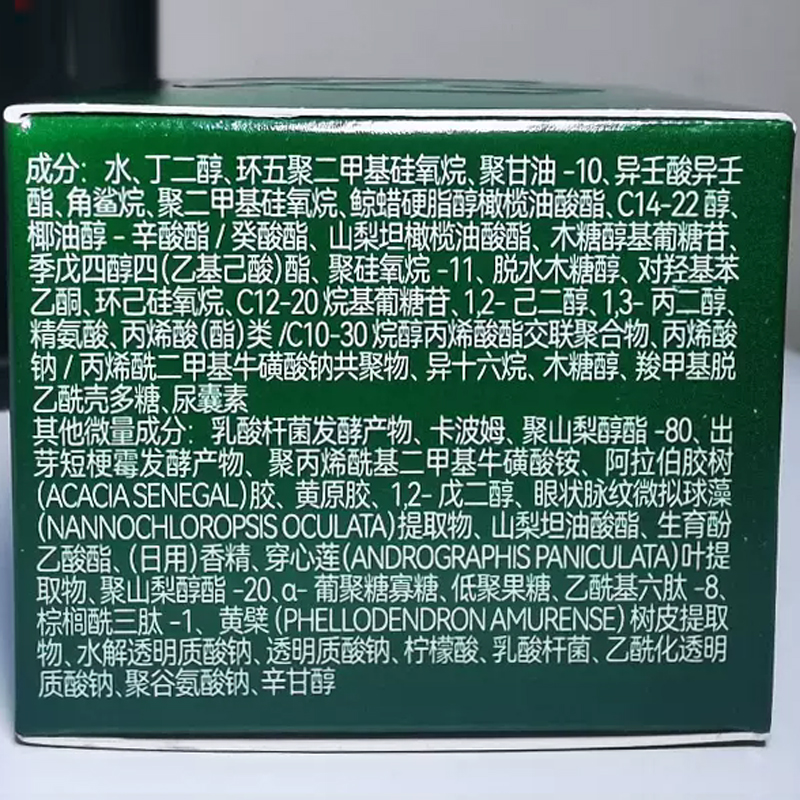 成分：水、丁二醇、环五聚二甲基硅氧烷、聚甘油-10、异壬酸异壬
酯、角鲨烷、聚二甲基硅氧烷、鲸蜡硬脂醇橄榄油酸酯、C14-22 醇、
椰油醇-辛酸酯/癸酸酯、山梨坦橄榄油酸酯、木糖醇基葡糖苷、
季戊四醇四(乙基己酸)酯、聚硅氧烷-11、脱水木糖醇、对羟基苯
乙酮、环己硅氧烷、C12-20 烷基葡糖苷、1,2-己二醇、1,3-丙二醇、
精氨酸、丙烯酸(酯)类/C10-30 烷醇丙烯酸酯交联聚合物、丙烯酸
钠/丙烯酰二甲基牛磺酸钠共聚物、异十六烷、木糖醇、羧甲基脱
乙酰壳多糖、尿囊素
其他微量成分：乳酸杆菌发酵产物、卡波姆、聚山梨醇酯-80、出
芽短梗霉发酵产物、聚丙烯酰基二甲基牛磺酸铵、阿拉伯胶树
(ACACIA SENEGAL)胶、黄原胶、1,2-戊二醇、眼状脉纹微拟球藻
(NANNOCHLOROPSIS OCULATA)提取物、山梨坦油酸酯、生育酚
乙酸酯、(日用)香精、穿心莲(ANDROGRAPHIS PANICULATA)叶提
取物、聚山梨醇酯-20、α-葡聚糖寡糖、低聚果糖、乙酰基六肽-8、
棕榈酰三肽-1、黄檗(PHELLODENDRON AMURENSE)树皮提取
物、水解透明质酸钠、透明质酸钠、柠檬酸、乳酸杆菌、乙酰化透明
质酸钠、聚谷氨酸钠、辛甘醇